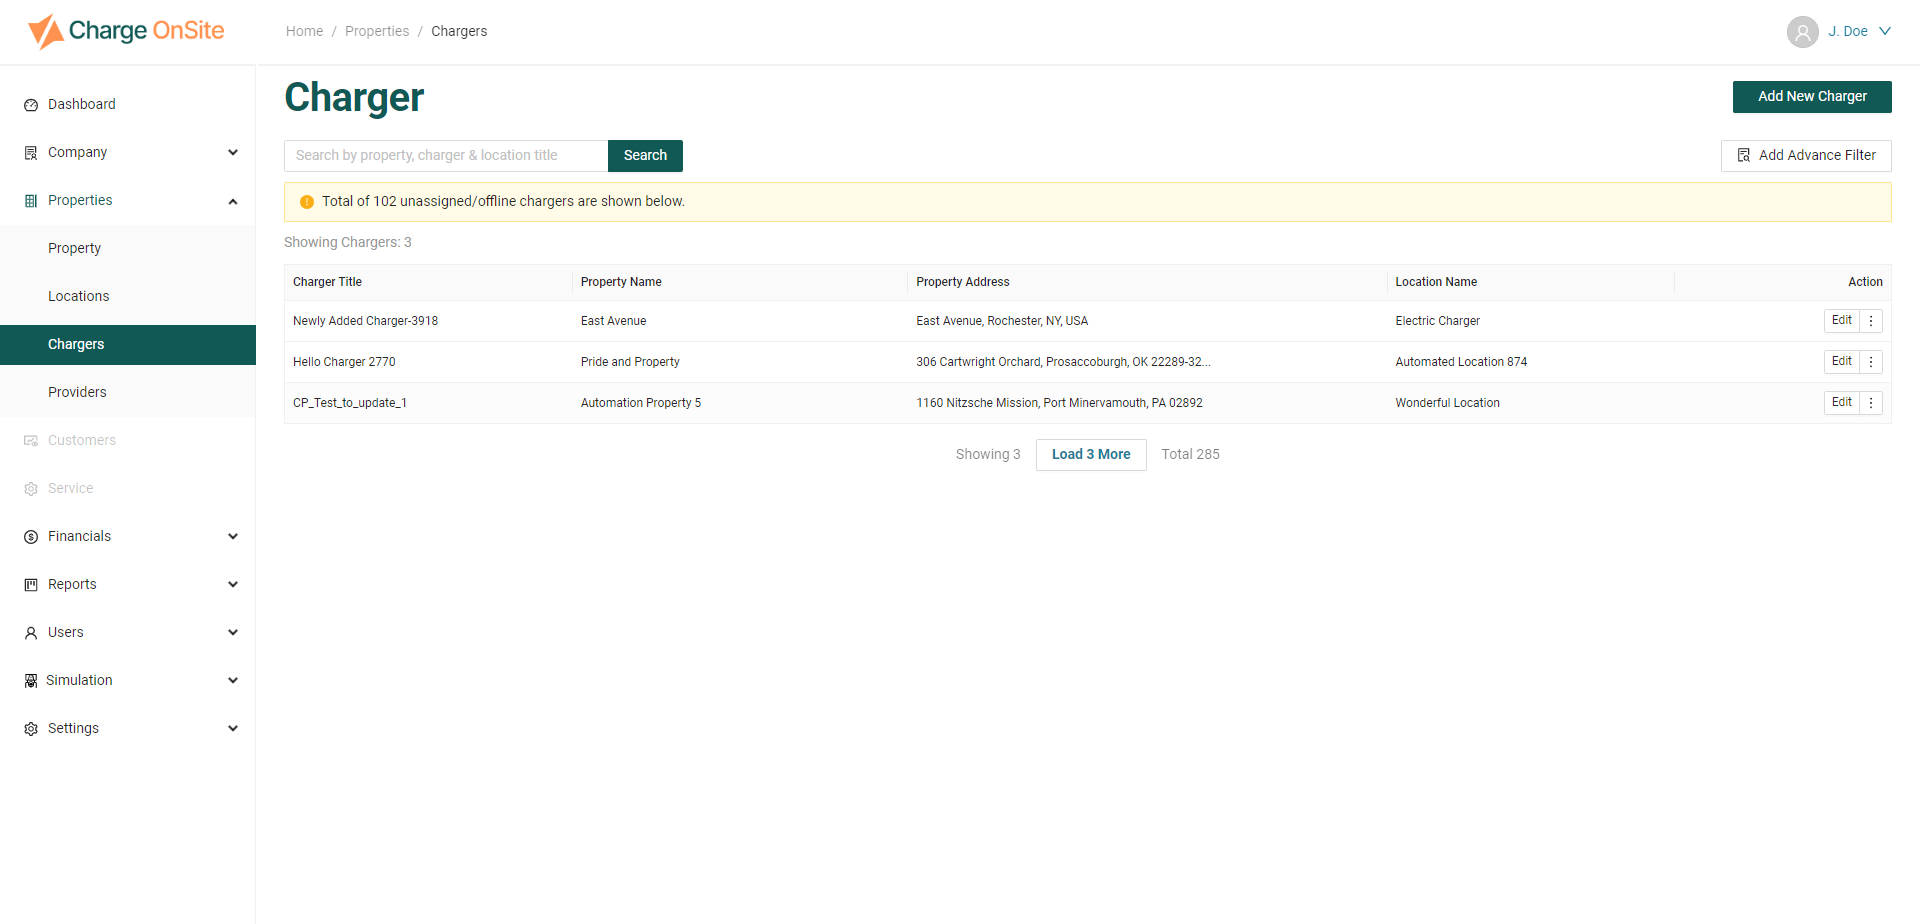 Charge OnSite
Home / Properties / Chargers
J. Doe
Dashboard
Company
Properties
Property
Locations
Chargers
Providers
Customers
Service
Financials
Reports
Users
Simulation
Settings
Charger
Add New Charger
Search by property, charger & location title
Search
Add Advance Filter
Total of 102 unassigned/offline chargers are shown below.
Showing Chargers: 3
Charger Title Property Name Property Address Location Name Action
Newly Added Charger-3918 East Avenue East Avenue, Rochester, NY, USA Electric Charger Edit
Hello Charger 2770 Pride and Property 306 Cartwright Orchard, Prosaccoburgh, OK 22289-32... Automated Location 874 Edit
CP_Test_to_update_1 Automation Property 5 1160 Nitzsche Mission, Port Minervamouth, PA 02892 Wonderful Location Edit
Showing 3 Load 3 More Total 285